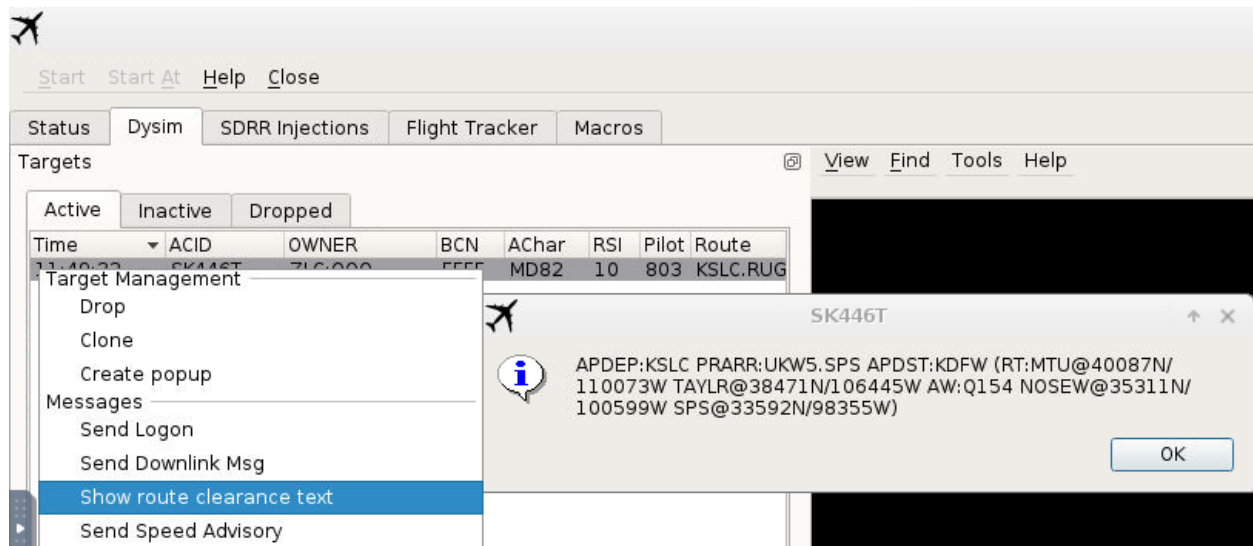 Start Start At Help Close
Status Dysim SDRR Injections Flight Tracker Macros
Targets
View Find Tools Help
Active Inactive Dropped
Time ACID OWNER BCN AChar RSI Pilot Route
SK446T MD82 10 803 KSLC.RUG
Target Management
Drop
Clone
Create popup
Messages
Send Logon
Send Downlink Msg
Show route clearance text
Send Speed Advisory
SK446T
APDEP:KSLC PRARR:UKW5.SPS APDST:KDFW (RT:MTU@40087N/
110073W TAYLR@38471N/106445W AW:Q154 NOSEW@35311N/
100599W SPS@33592N/98355W)
OK